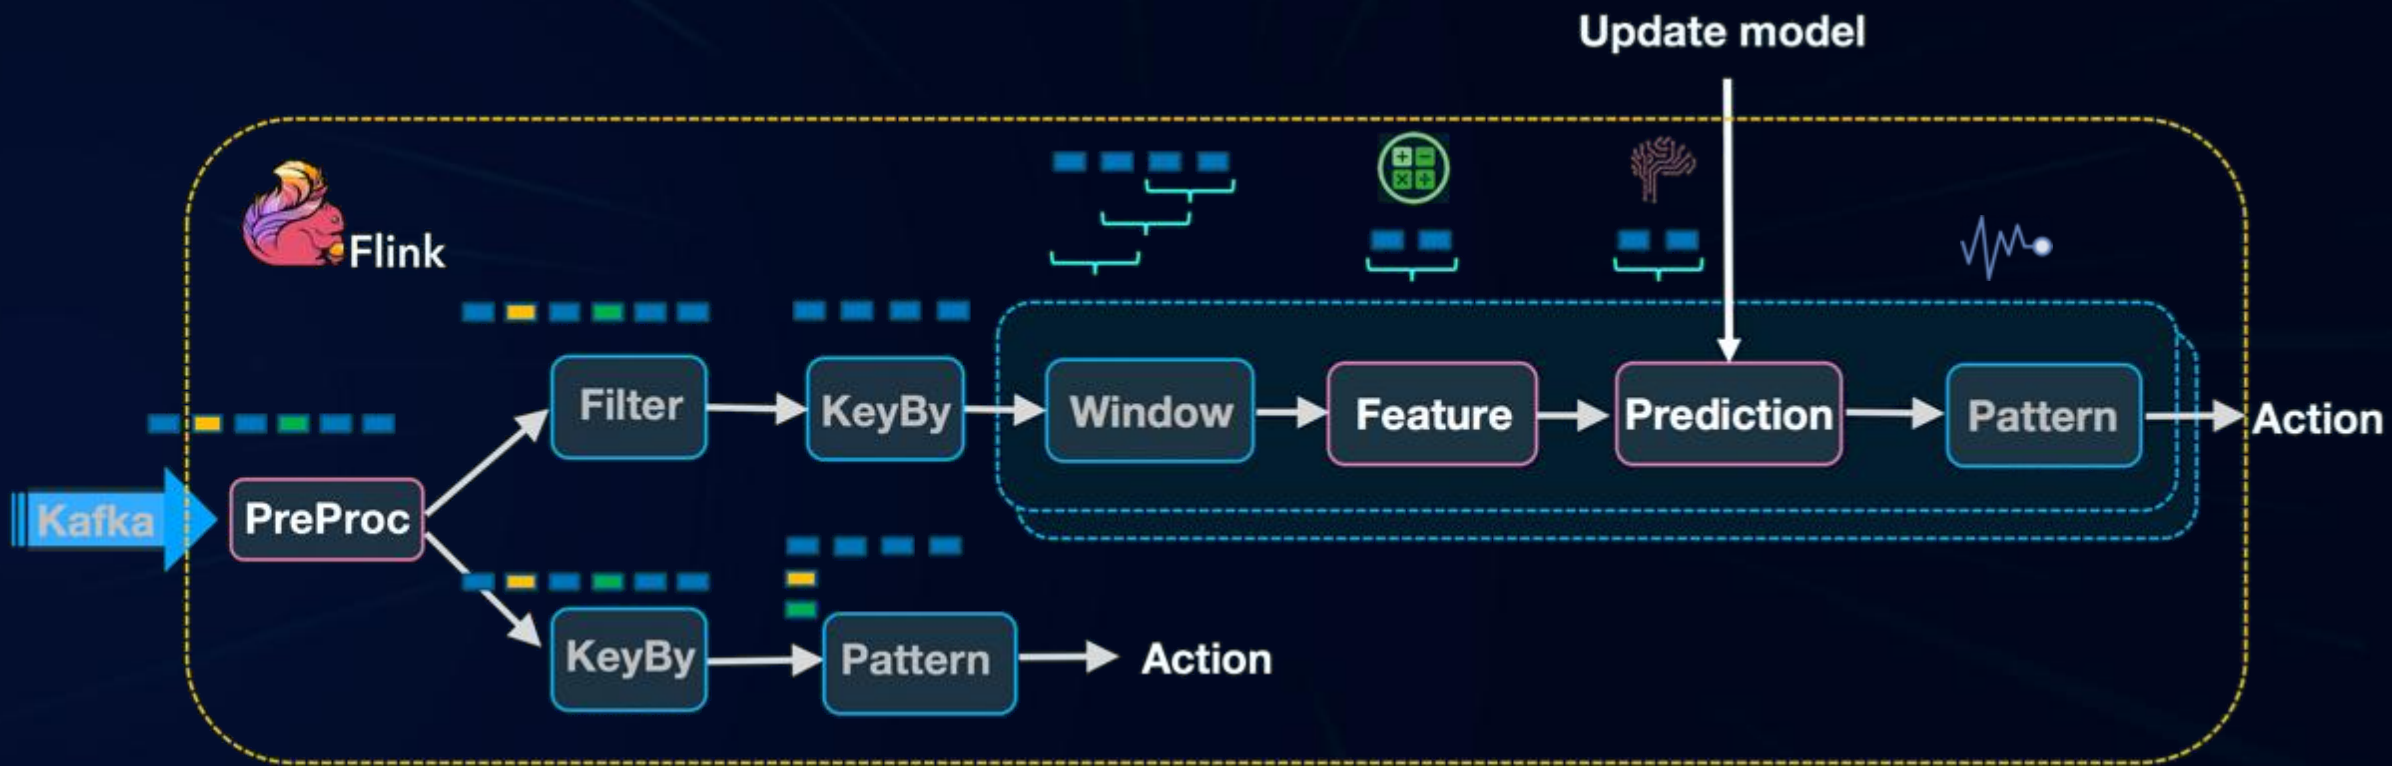 Update model
Flink
Filter
KeyBy
Window
Feature
Prediction
Pattern
Action
Kafka
PreProc
KeyBy
Pattern
Action